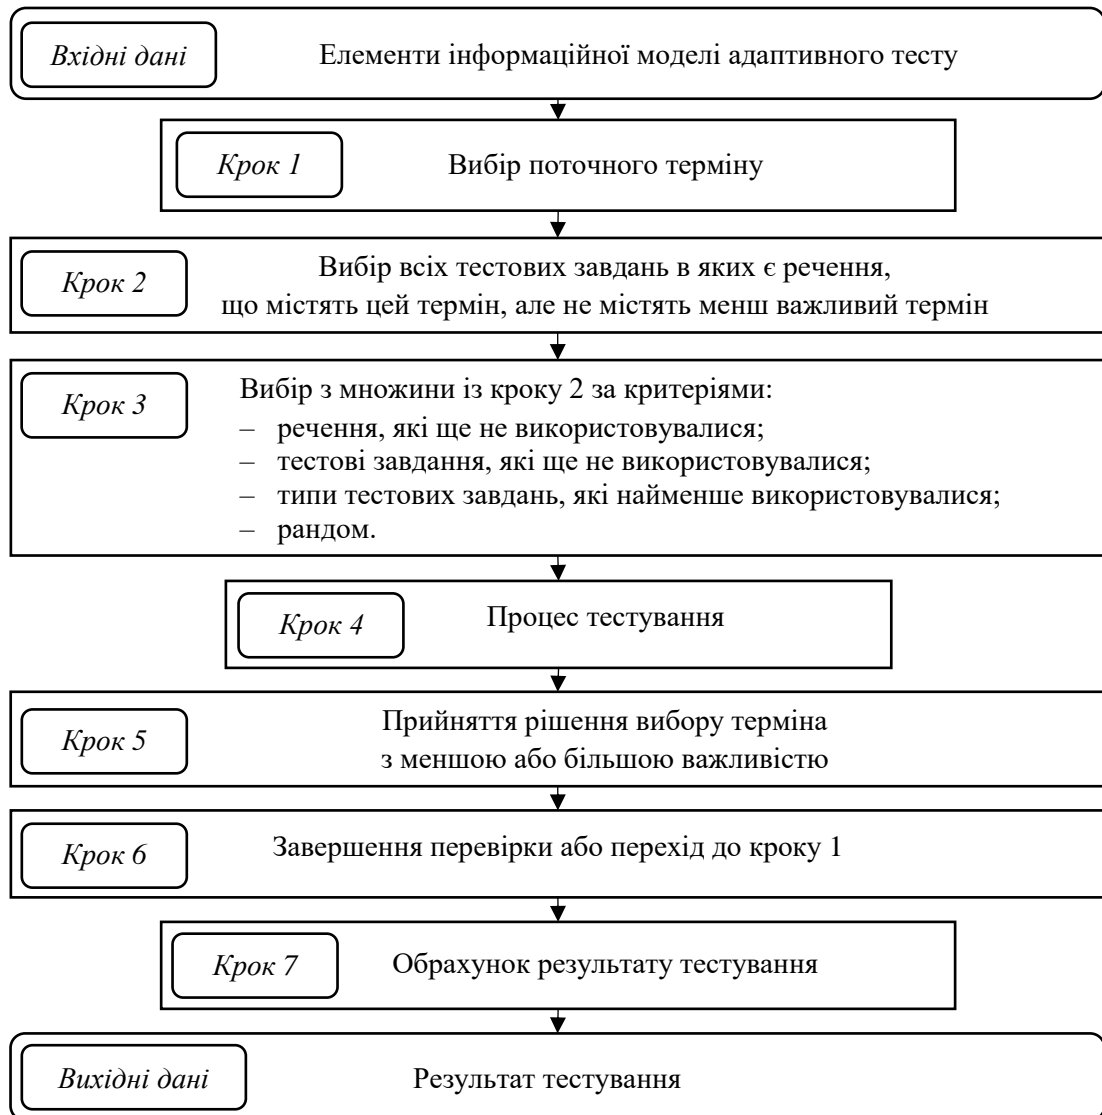 Вхідні дані
Елементи інформаційної моделі адаптивного тесту
Крок 1
Вибір поточного терміну
Крок 2
Вибір всіх тестових завдань в яких є речення,
що містять цей термін, але не містять менш важливий термін
Крок 3
Вибір з множини із кроку 2 за критеріями:
– речення, які ще не використовувалися;
– тестові завдання, які ще не використовувалися;
– типи тестових завдань, які найменше використовувалися;
– рандом.
Крок 4
Процес тестування
Крок 5
Прийняття рішення вибору терміна
з меншою або більшою важливістю
Крок 6
Завершення перевірки або перехід до кроку 1
Крок 7
Обрахунок результату тестування
Вихідні дані
Результат тестування